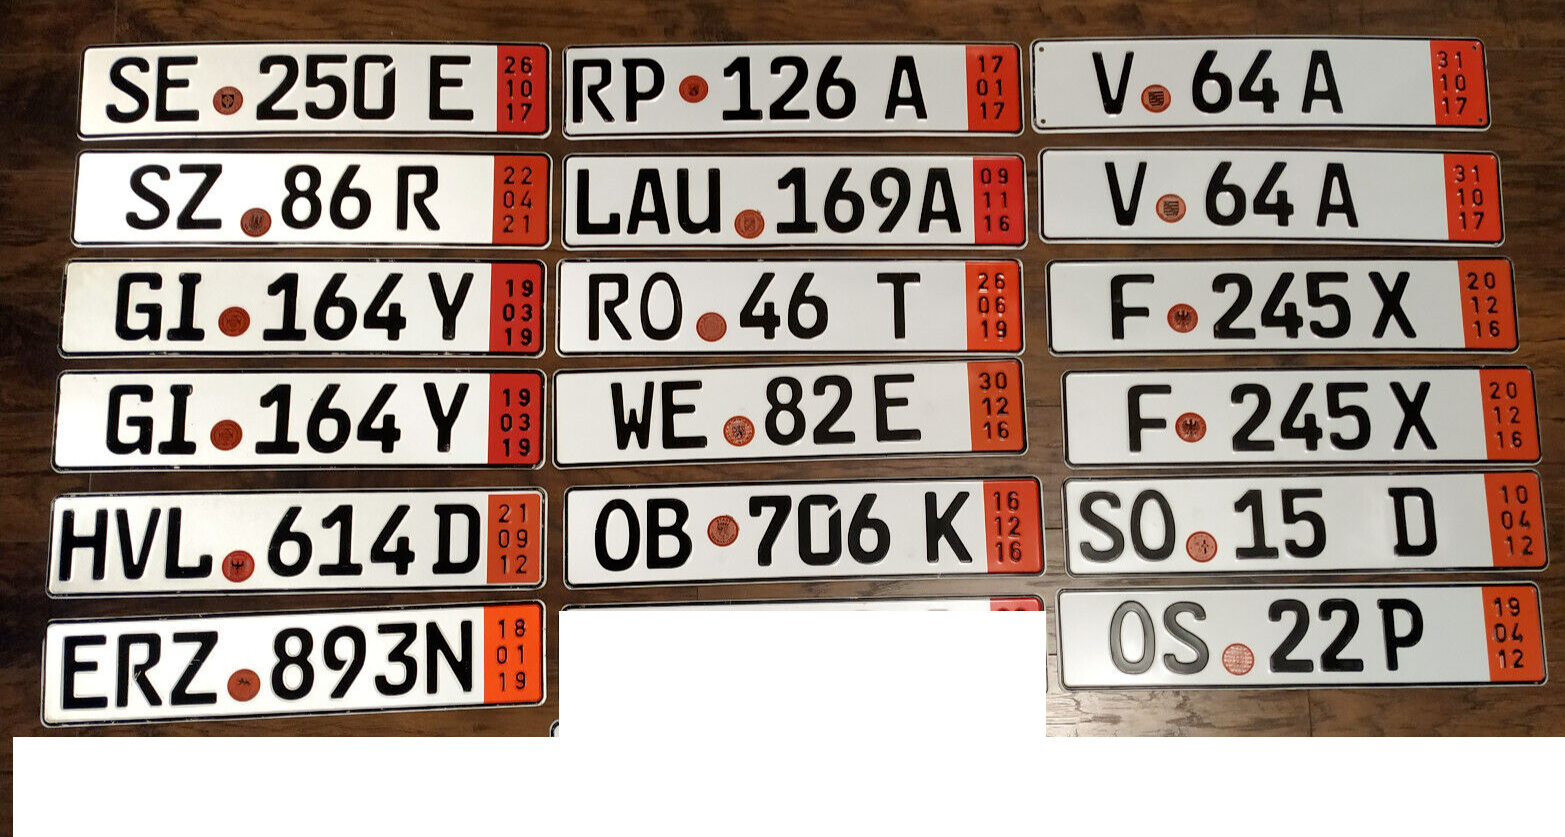 SE 250 E 26 10 17
RP 126 A 17 01 17
V 64 A 31 10 17
SZ 86 R 22 04 21
LAU 169 A 09 11 16
V 64 A 31 10 17
GI 164 Y 19 03 19
RO 46 T 26 06 19
F 245 X 20 12 16
GI 164 Y 19 03 19
WE 82 E 30 12 16
F 245 X 20 12 16
HVL 614 D 21 09 12
OB 706 K 16 12 16
SO 15 D 10 04 12
ERZ 893 N 18 01 19
OS 22 P 19 04 12